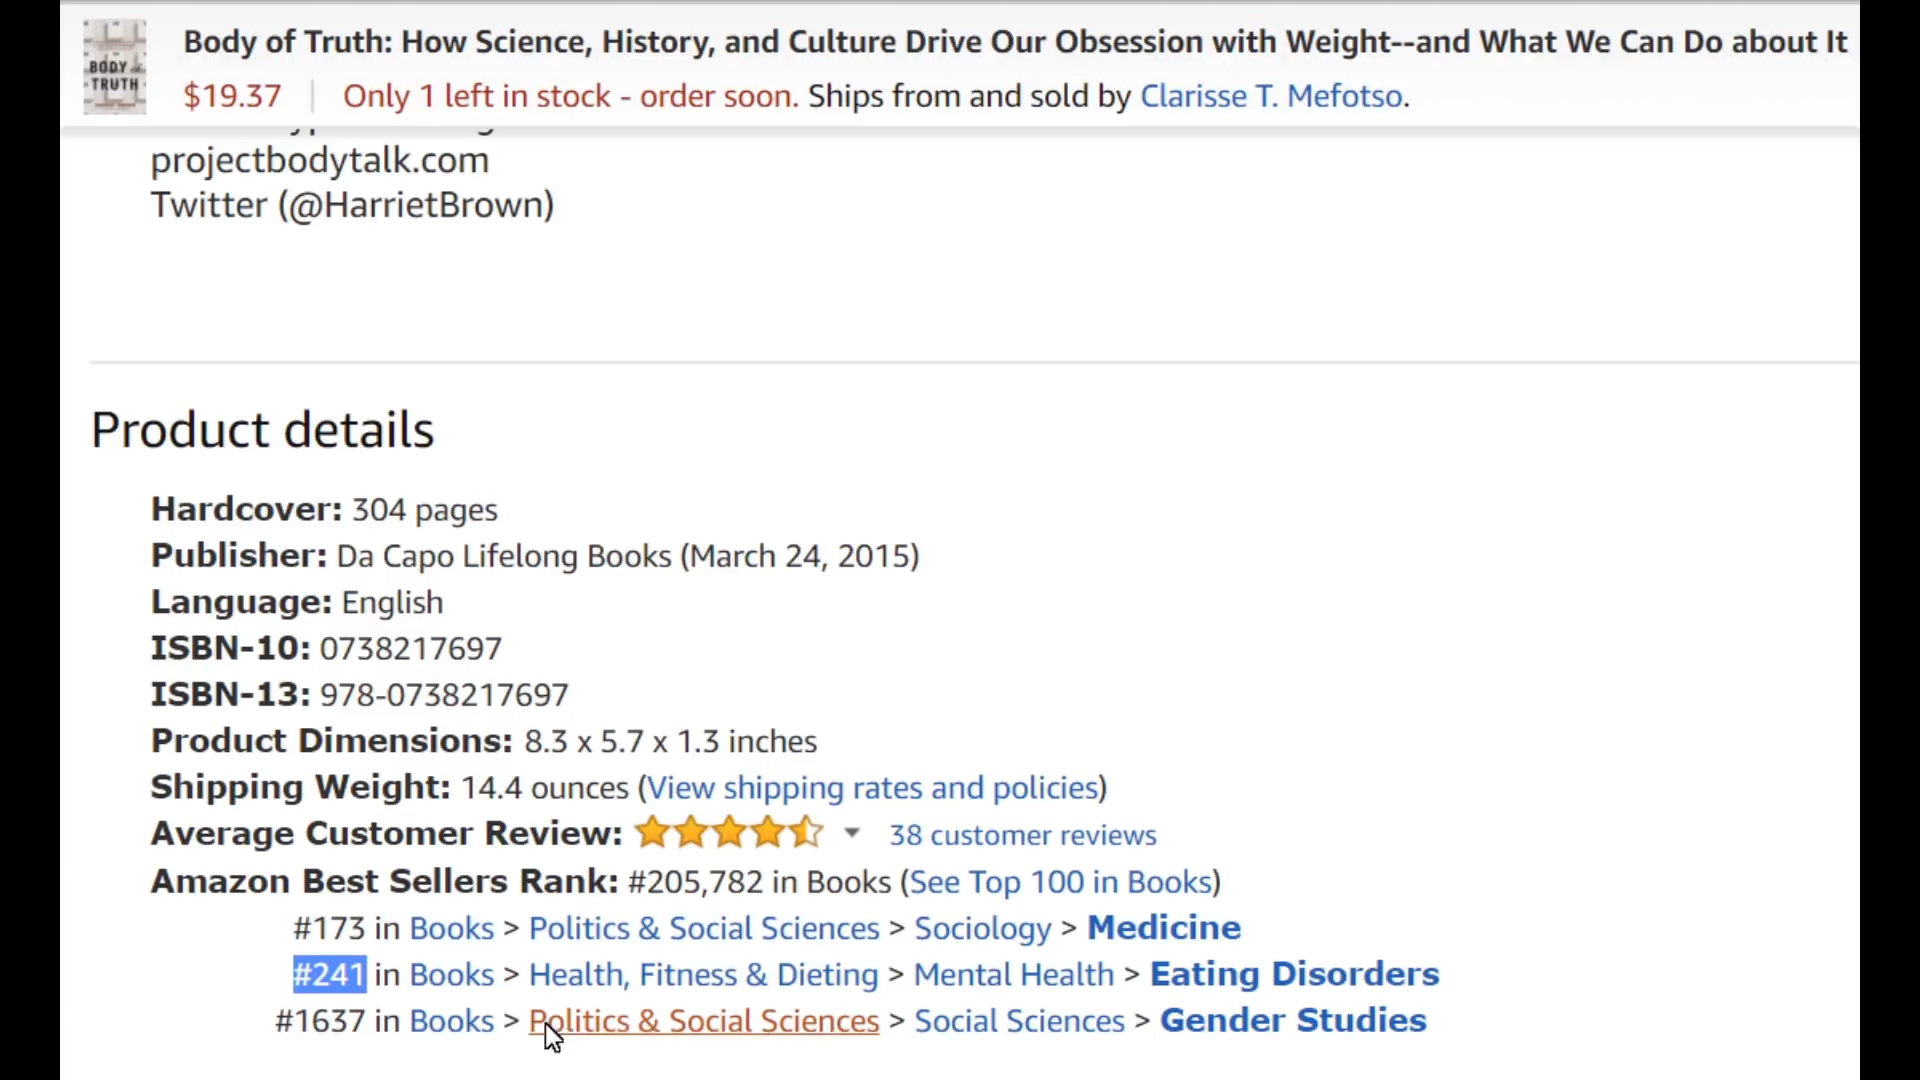 Body of Truth: How Science, History, and Culture Drive Our Obsession with Weight--and What We Can Do about It
BODY of
TRUTH
$19.37 | Only 1 left in stock - order soon. Ships from and sold by Clarisse T. Mefotso.
projectbodytalk.com
Twitter (@HarrietBrown)
Product details
Hardcover: 304 pages
Publisher: Da Capo Lifelong Books (March 24, 2015)
Language: English
ISBN-10: 0738217697
ISBN-13: 978-0738217697
Product Dimensions: 8.3 x 5.7 x 1.3 inches
Shipping Weight: 14.4 ounces (View shipping rates and policies)
Average Customer Review: 38 customer reviews
Amazon Best Sellers Rank: #205,782 in Books (See Top 100 in Books)
#173 in Books > Politics & Social Sciences > Sociology > Medicine
#241 in Books > Health, Fitness & Dieting > Mental Health > Eating Disorders
#1637 in Books > Politics & Social Sciences > Social Sciences > Gender Studies